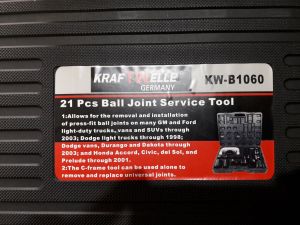 KRAFTWELLE
GERMANY
KW-B1060
21 Pcs Ball Joint Service Tool
1:Allows for the removal and installation
of press-fit ball joints on many GM and Ford
light-duty trucks, vans and SUVs through
2003; Dodge light trucks through 1998;
Dodge vans, Durango and Dakota through
2003; and Honda Accord, Civic, del Sol, and
Prelude through 2001.
2:The C-frame tool can be used alone to
remove and replace universal joints.